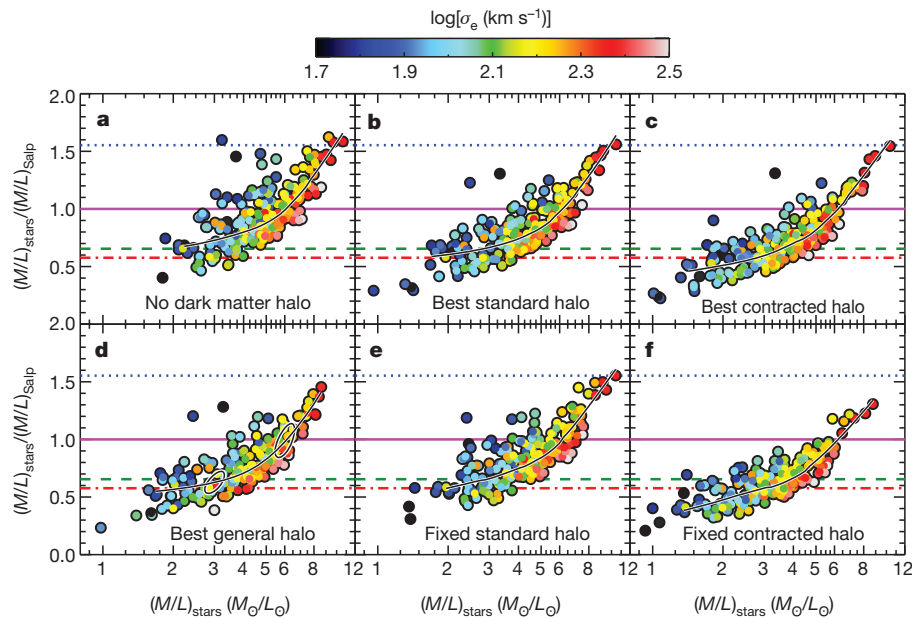 log[σe (km s−1)]
1.7 1.9 2.1 2.3 2.5
2.0 a b c
1.5
1.0
0.5
No dark matter halo Best standard halo Best contracted halo
2.0 d e f
1.5
1.0
0.5
Best general halo Fixed standard halo Fixed contracted halo
0.0
1 2 3 4 5 6 8 12 1 2 3 4 5 6 8 12 1 2 3 4 5 6 8 12
(M/L)stars/(M/L)Salp
(M/L)stars/(M/L)Salp
(M/L)stars (M⊙/L⊙) (M/L)stars (M⊙/L⊙) (M/L)stars (M⊙/L⊙)